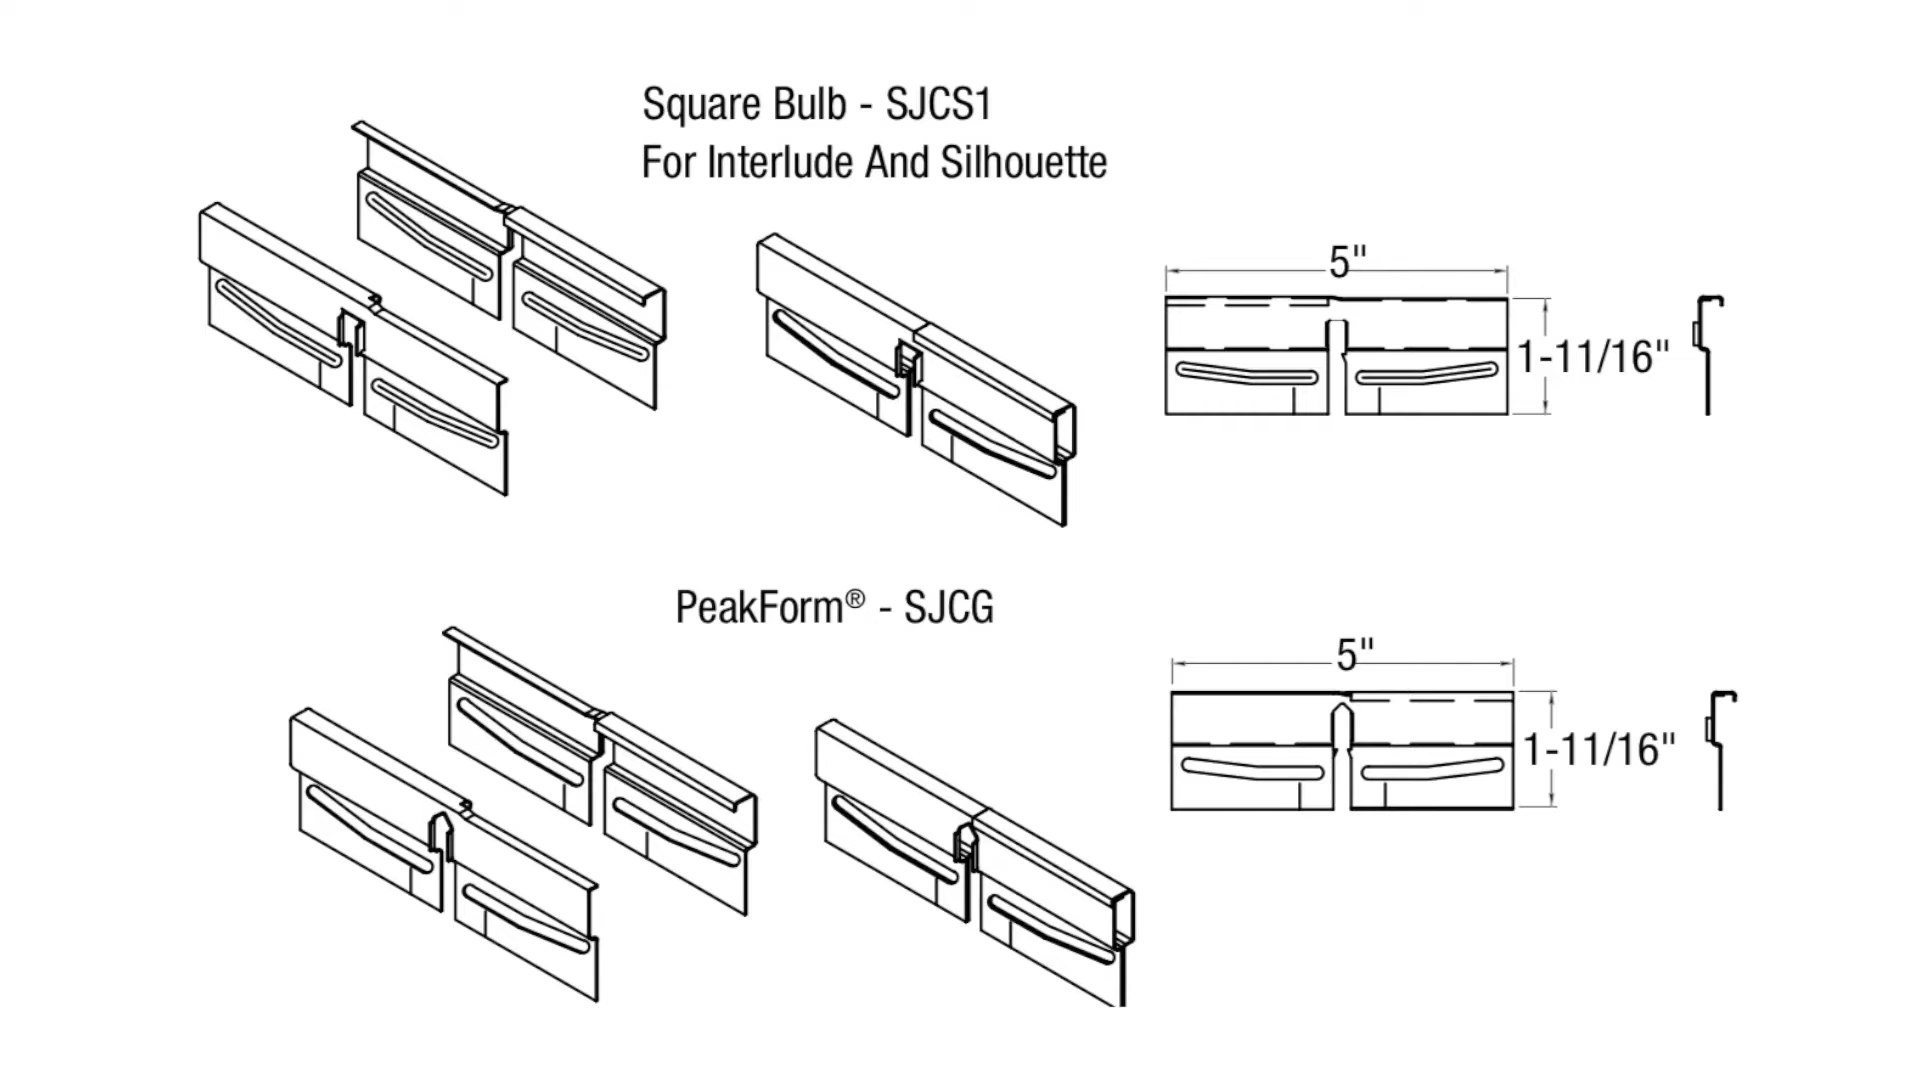 Square Bulb - SJCS1
For Interlude And Silhouette
5"
1-11/16"
PeakForm® - SJCG
5"
1-11/16"